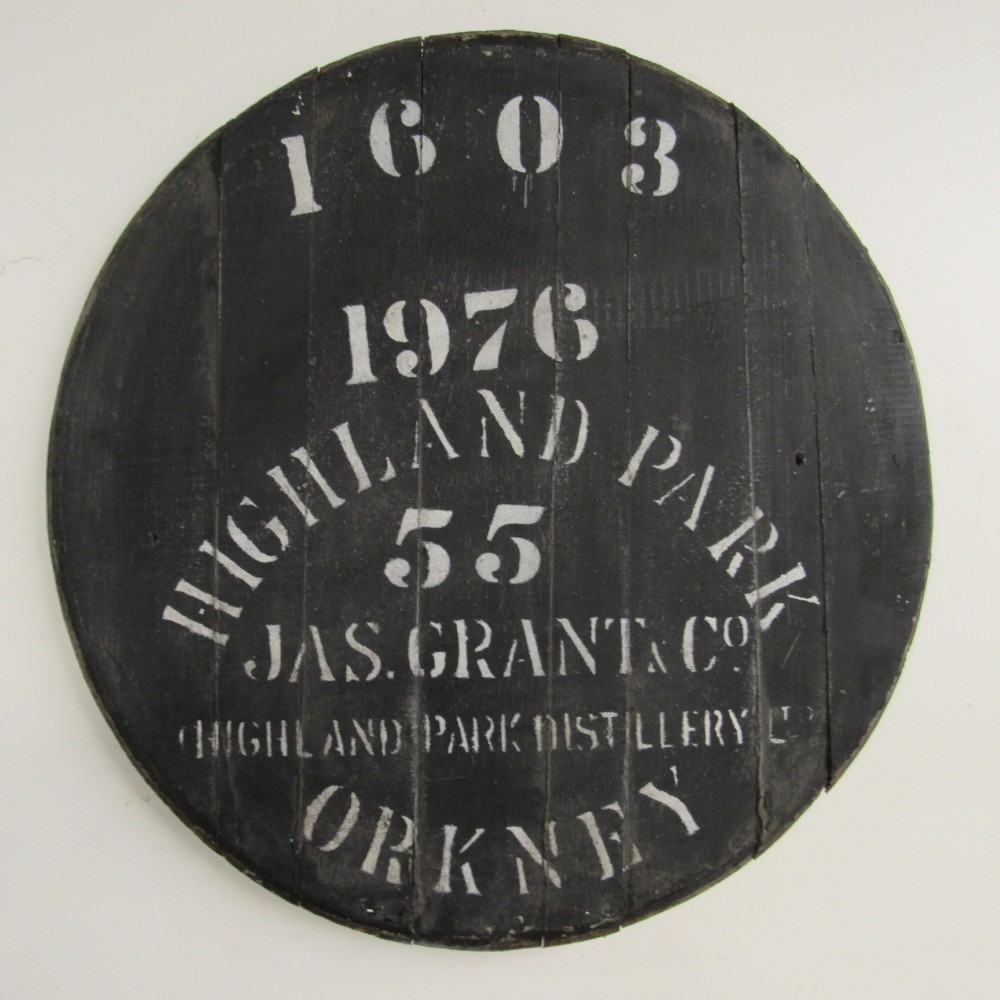 1603
1976
HIGHLAND PARK
55
JAS. GRANT & Cº
(HIGHLAND PARK DISTILLERY LTD)
ORKNEY